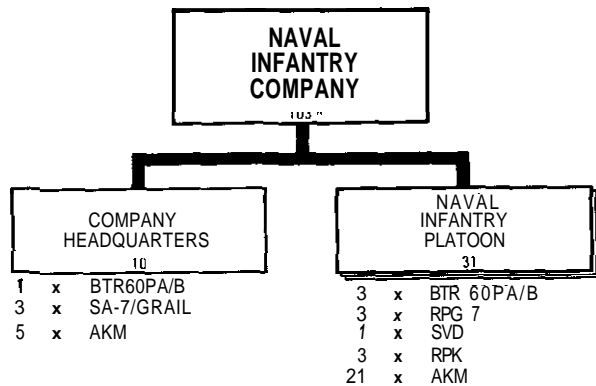 NAVAL
INFANTRY
COMPANY
103
COMPANY
HEADQUARTERS
10
1 x BTR60PA/B
3 x SA-7/GRAIL
5 x AKM
NAVAL
INFANTRY
PLATOON
31
3 x BTR 60PA/B
3 x RPG 7
1 x SVD
3 x RPK
21 x AKM